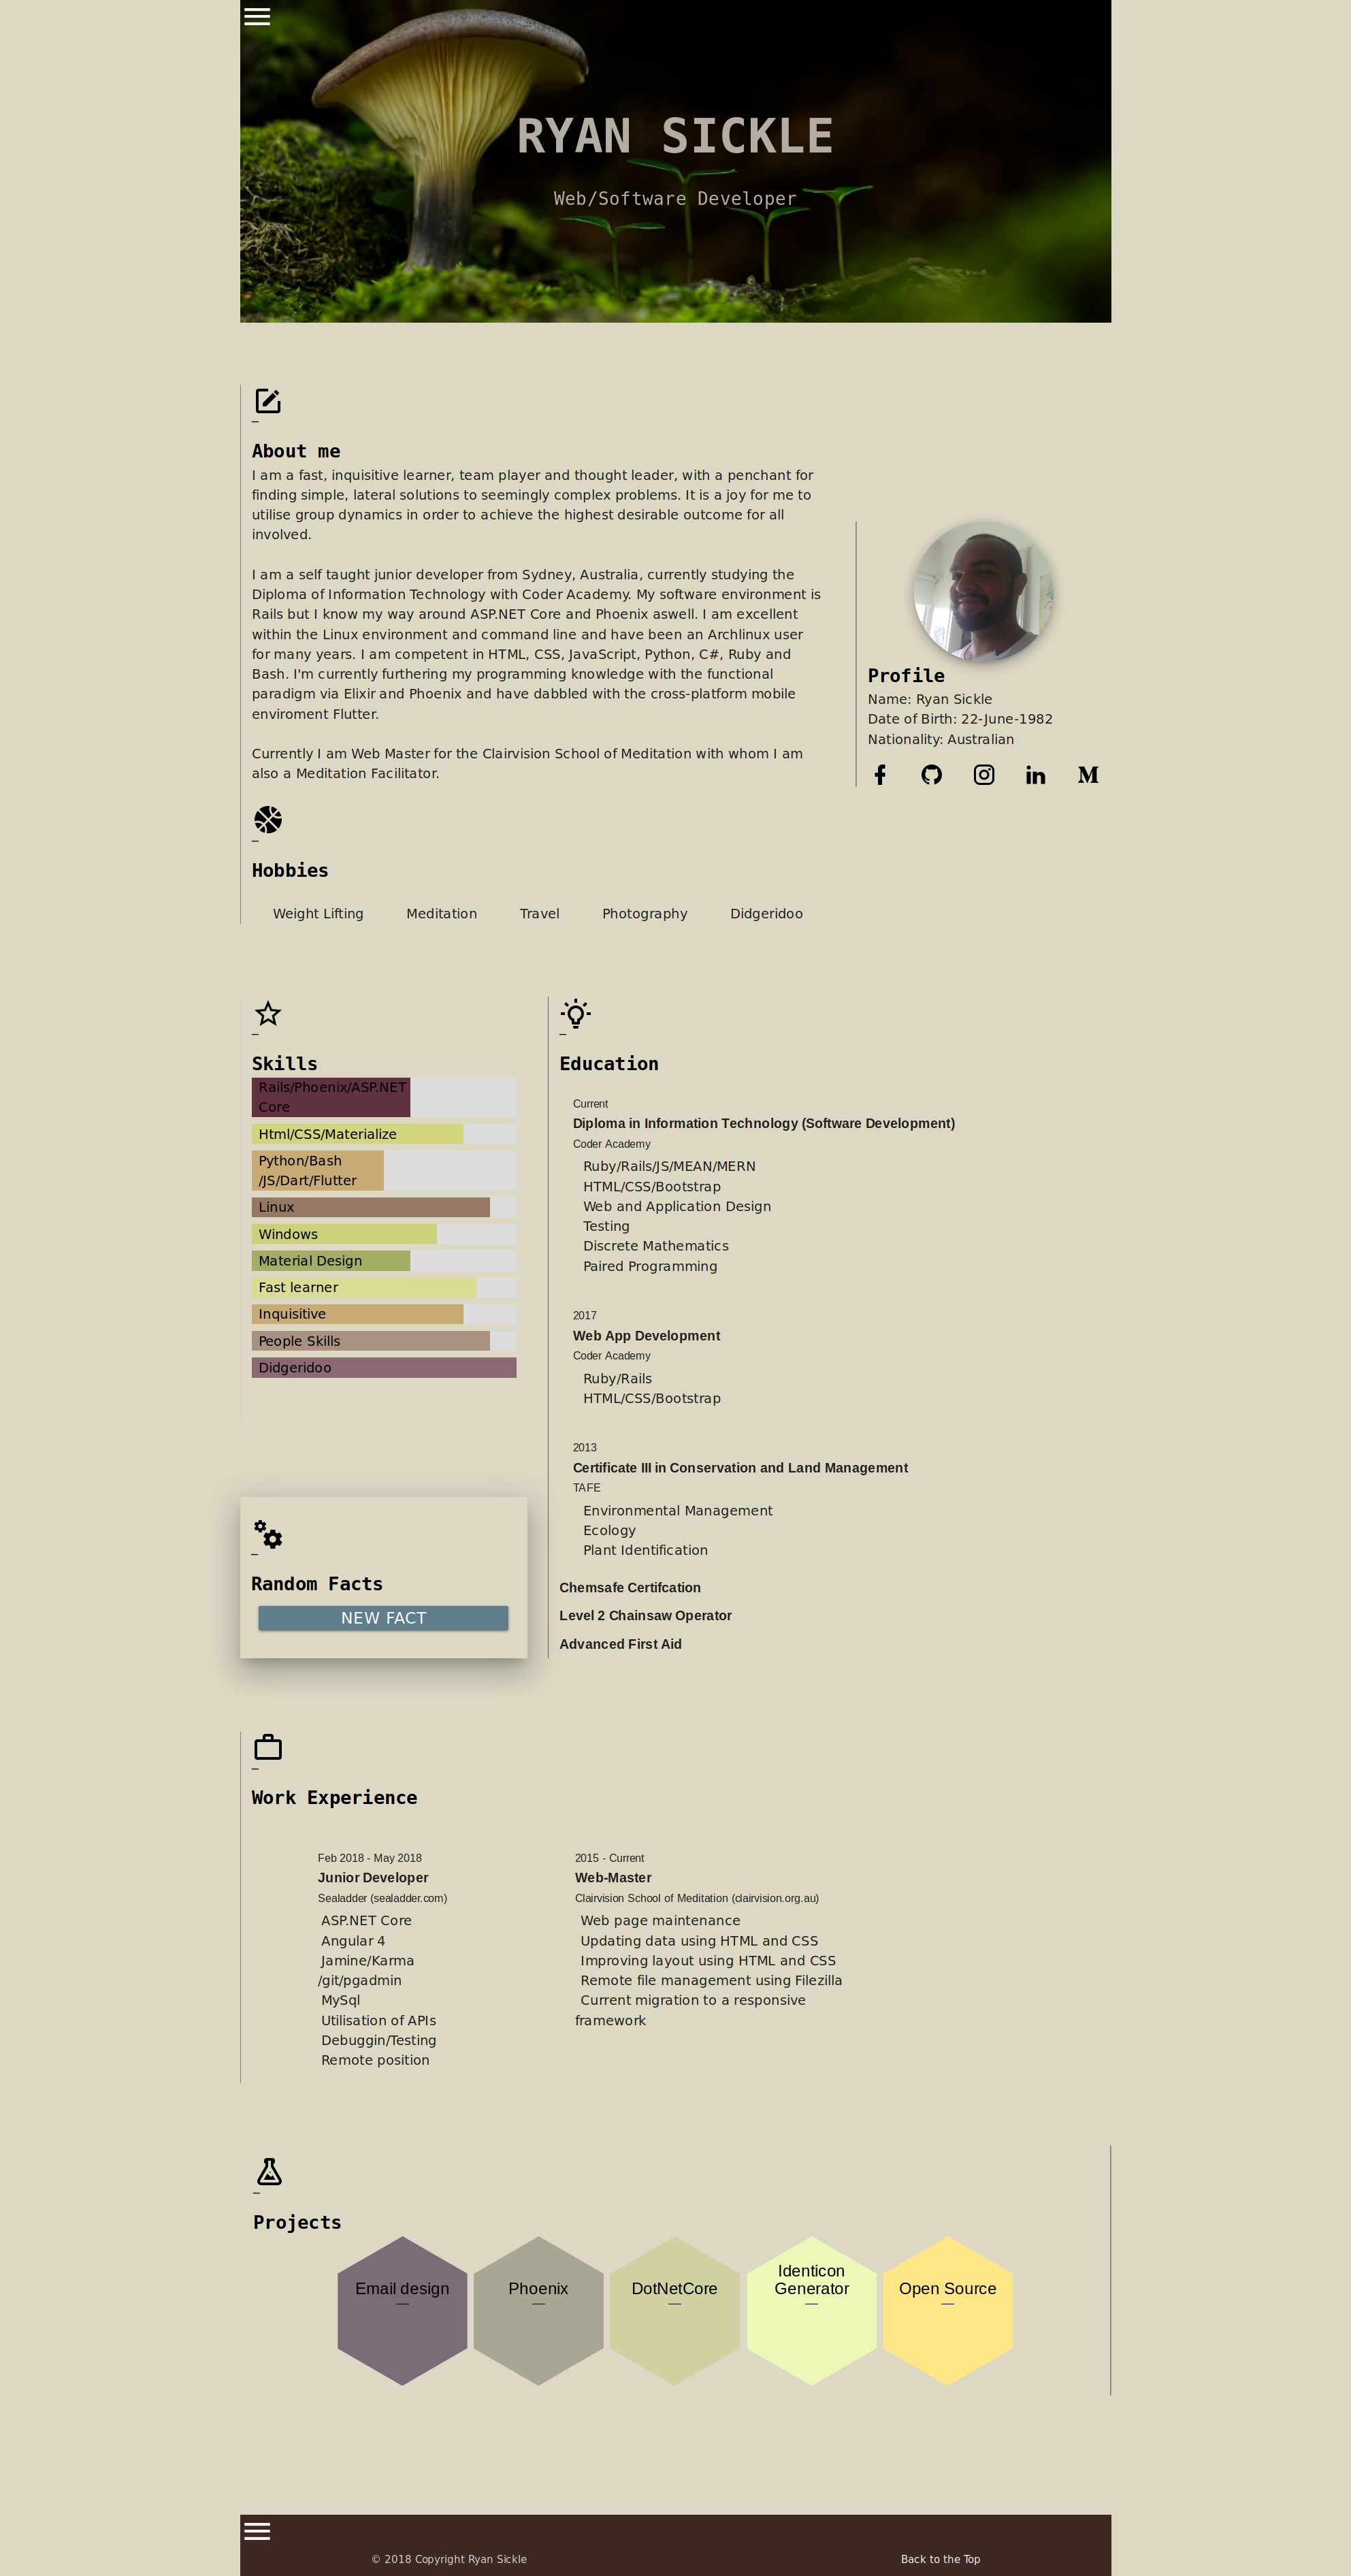 RYAN SICKLE
Web/Software Developer
About me
I am a fast, inquisitive learner, team player and thought leader, with a penchant for
finding simple, lateral solutions to seemingly complex problems. It is a joy for me to
utilise group dynamics in order to achieve the highest desirable outcome for all
involved.
I am a self taught junior developer from Sydney, Australia, currently studying the
Diploma of Information Technology with Coder Academy. My software environment is
Rails but I know my way around ASP.NET Core and Phoenix aswell. I am excellent
within the Linux environment and command line and have been an Archlinux user
for many years. I am competent in HTML, CSS, JavaScript, Python, C#, Ruby and
Bash. I'm currently furthering my programming knowledge with the functional
paradigm via Elixir and Phoenix and have dabbled with the cross-platform mobile
enviroment Flutter.
Currently I am Web Master for the Clairvision School of Meditation with whom I am
also a Meditation Facilitator.
Profile
Name: Ryan Sickle
Date of Birth: 22-June-1982
Nationality: Australian
Hobbies
Weight Lifting Meditation Travel Photography Didgeridoo
Skills
Rails/Phoenix/ASP.NET
Core
Html/CSS/Materialize
Python/Bash
/JS/Dart/Flutter
Linux
Windows
Material Design
Fast learner
Inquisitive
People Skills
Didgeridoo
Random Facts
NEW FACT
Education
Current
Diploma in Information Technology (Software Development)
Coder Academy
Ruby/Rails/JS/MEAN/MERN
HTML/CSS/Bootstrap
Web and Application Design
Testing
Discrete Mathematics
Paired Programming
2017
Web App Development
Coder Academy
Ruby/Rails
HTML/CSS/Bootstrap
2013
Certificate III in Conservation and Land Management
TAFE
Environmental Management
Ecology
Plant Identification
Chemsafe Certifcation
Level 2 Chainsaw Operator
Advanced First Aid
Work Experience
Feb 2018 - May 2018
Junior Developer
Sealadder (sealadder.com)
ASP.NET Core
Angular 4
Jamine/Karma
/git/pgadmin
MySql
Utilisation of APIs
Debuggin/Testing
Remote position
2015 - Current
Web-Master
Clairvision School of Meditation (clairvision.org.au)
Web page maintenance
Updating data using HTML and CSS
Improving layout using HTML and CSS
Remote file management using Filezilla
Current migration to a responsive
framework
Projects
Email design
Phoenix
DotNetCore
Identicon
Generator
Open Source
© 2018 Copyright Ryan Sickle
Back to the Top